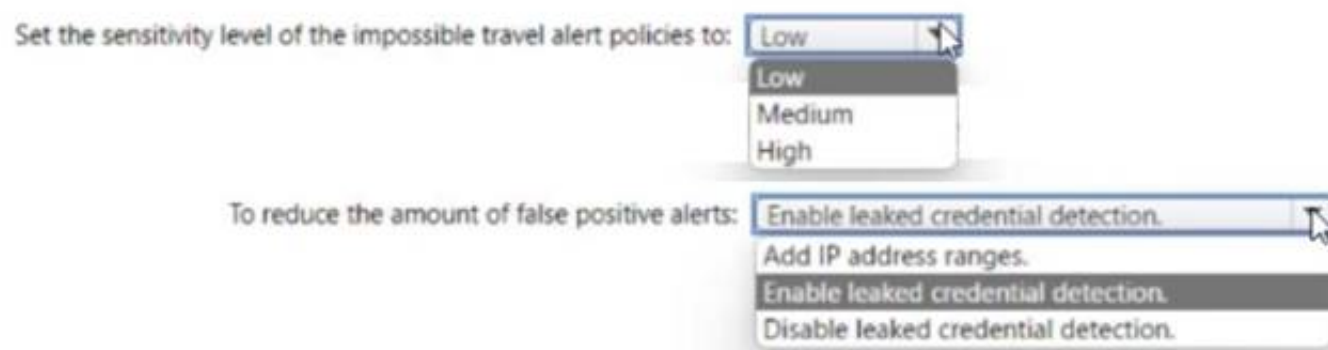 Set the sensitivity level of the impossible travel alert policies to: Low
Low
Medium
High
To reduce the amount of false positive alerts: Enable leaked credential detection.
Add IP address ranges.
Enable leaked credential detection.
Disable leaked credential detection.